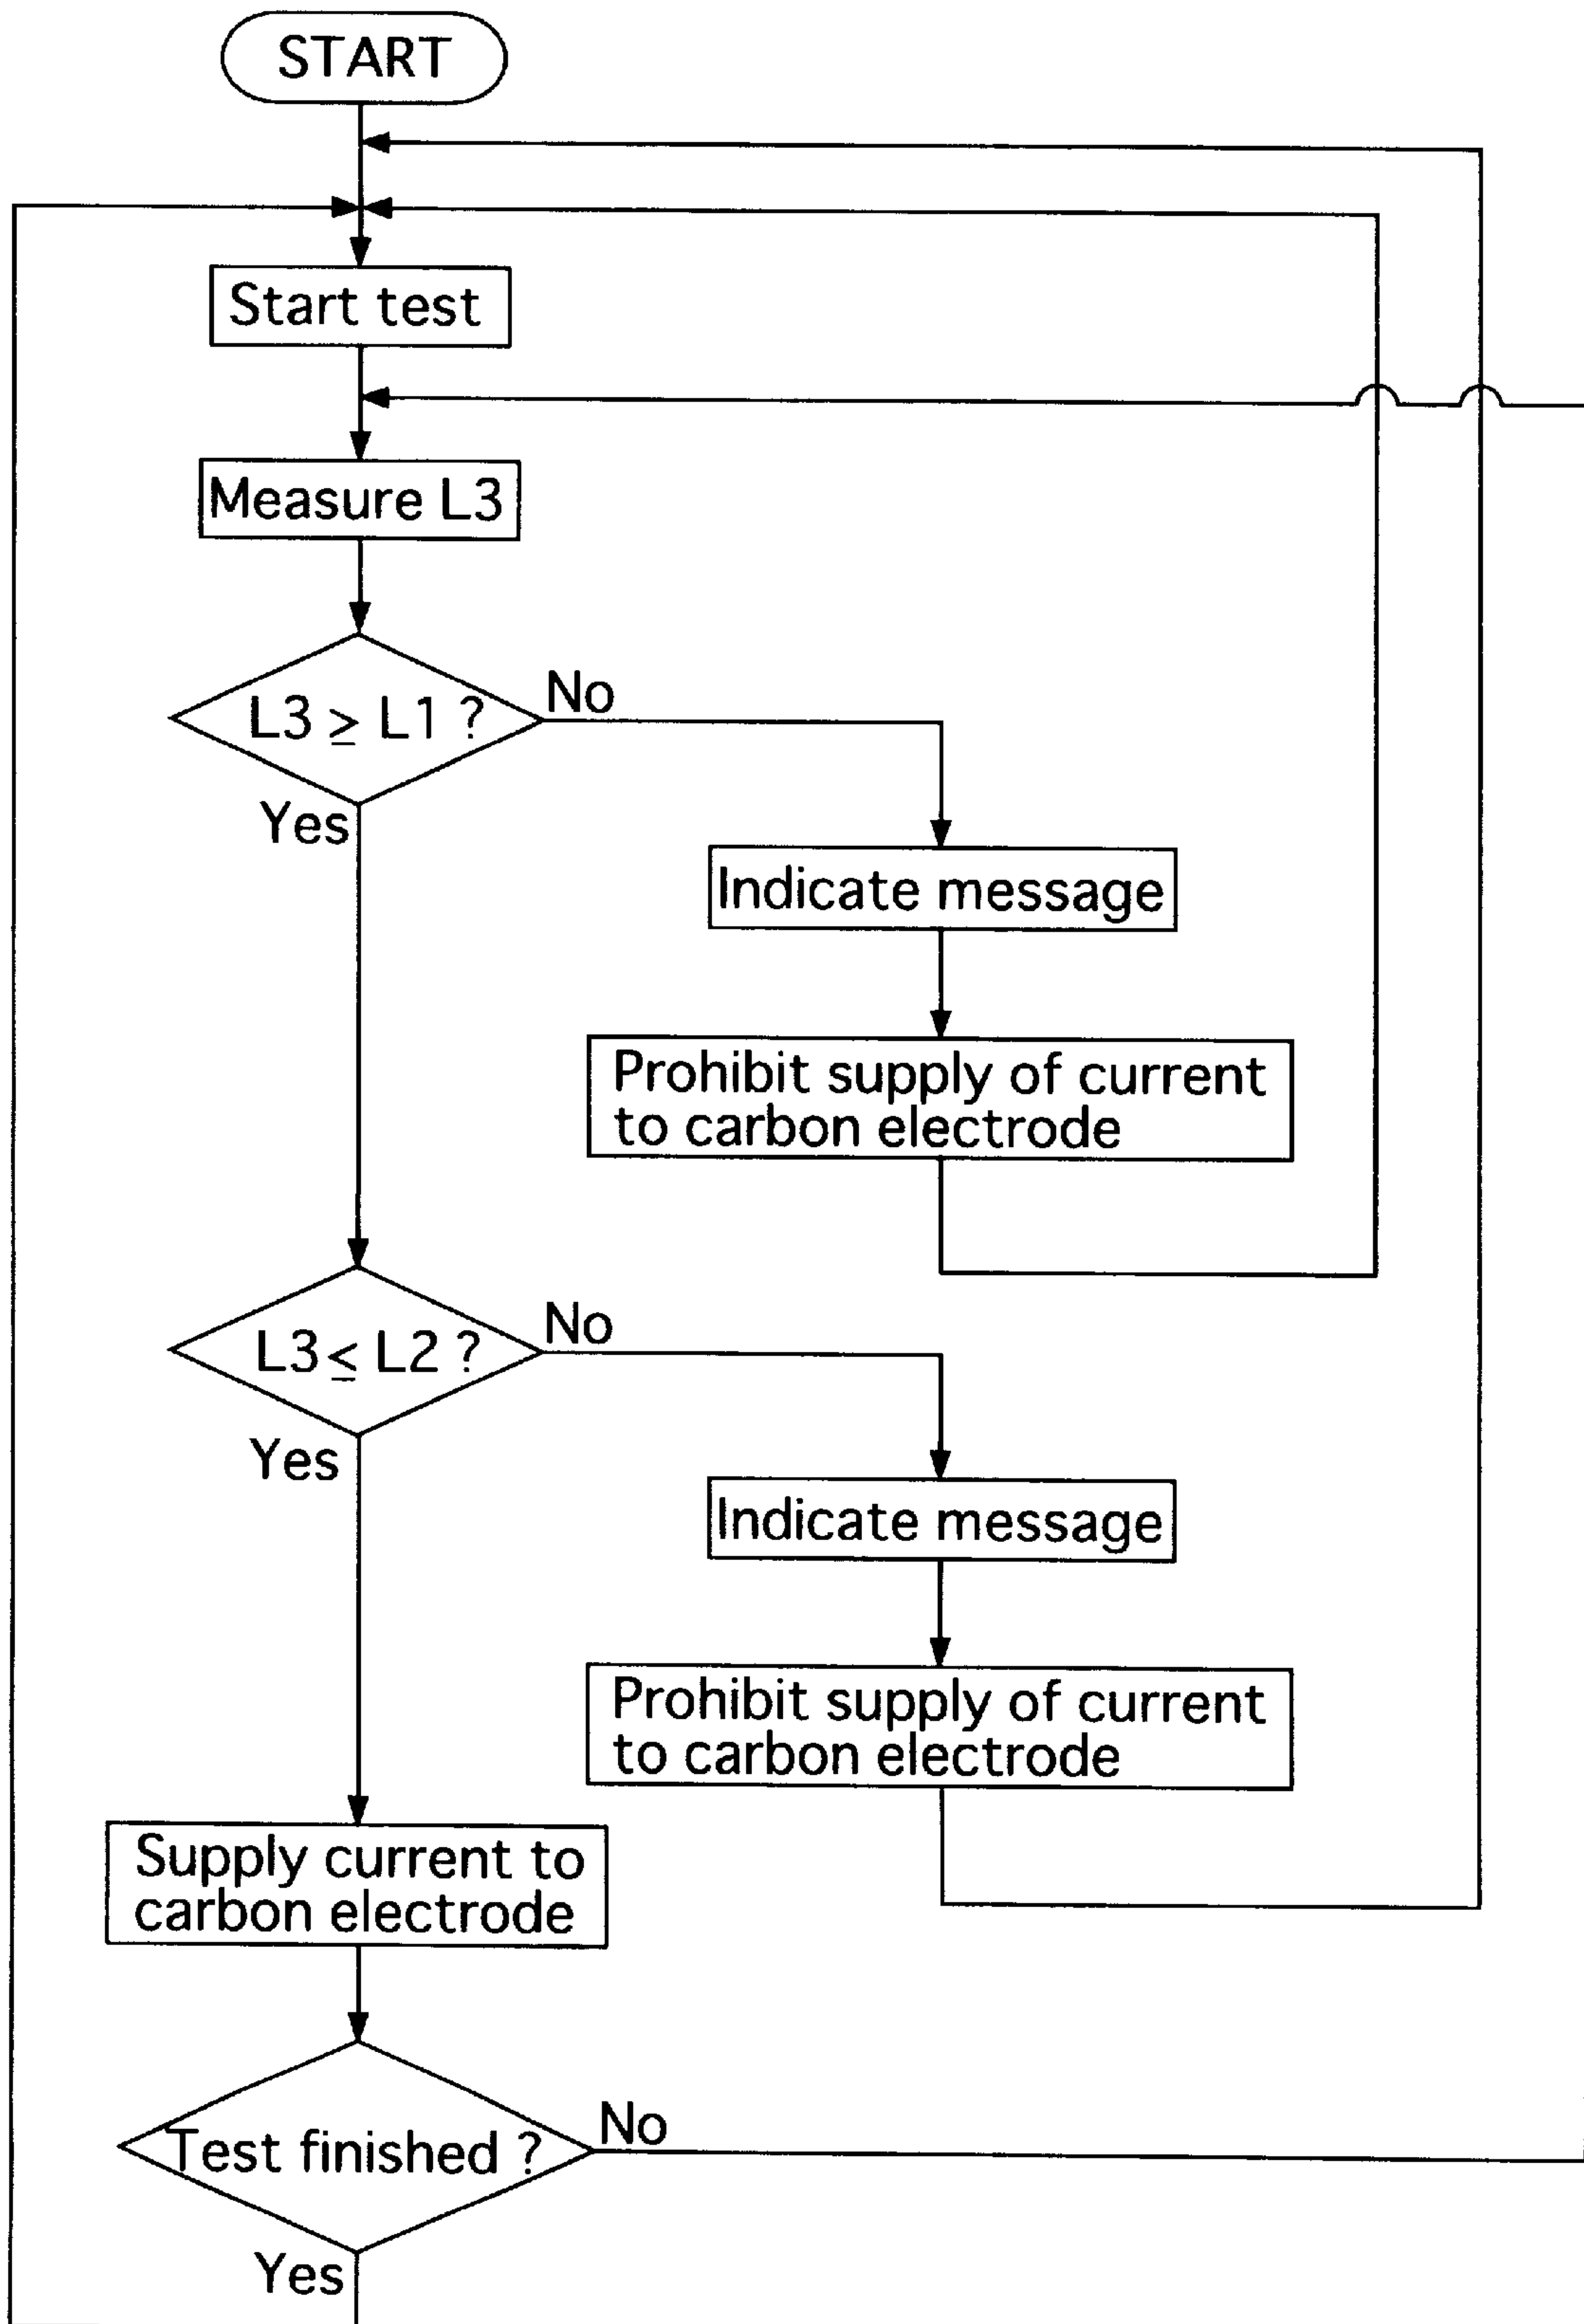 START
Start test
Measure L3
L3 ≥ L1 ?
No
Yes
Indicate message
Prohibit supply of current
to carbon electrode
L3 ≤ L2 ?
No
Yes
Indicate message
Prohibit supply of current
to carbon electrode
Supply current to
carbon electrode
Test finished ?
No
Yes